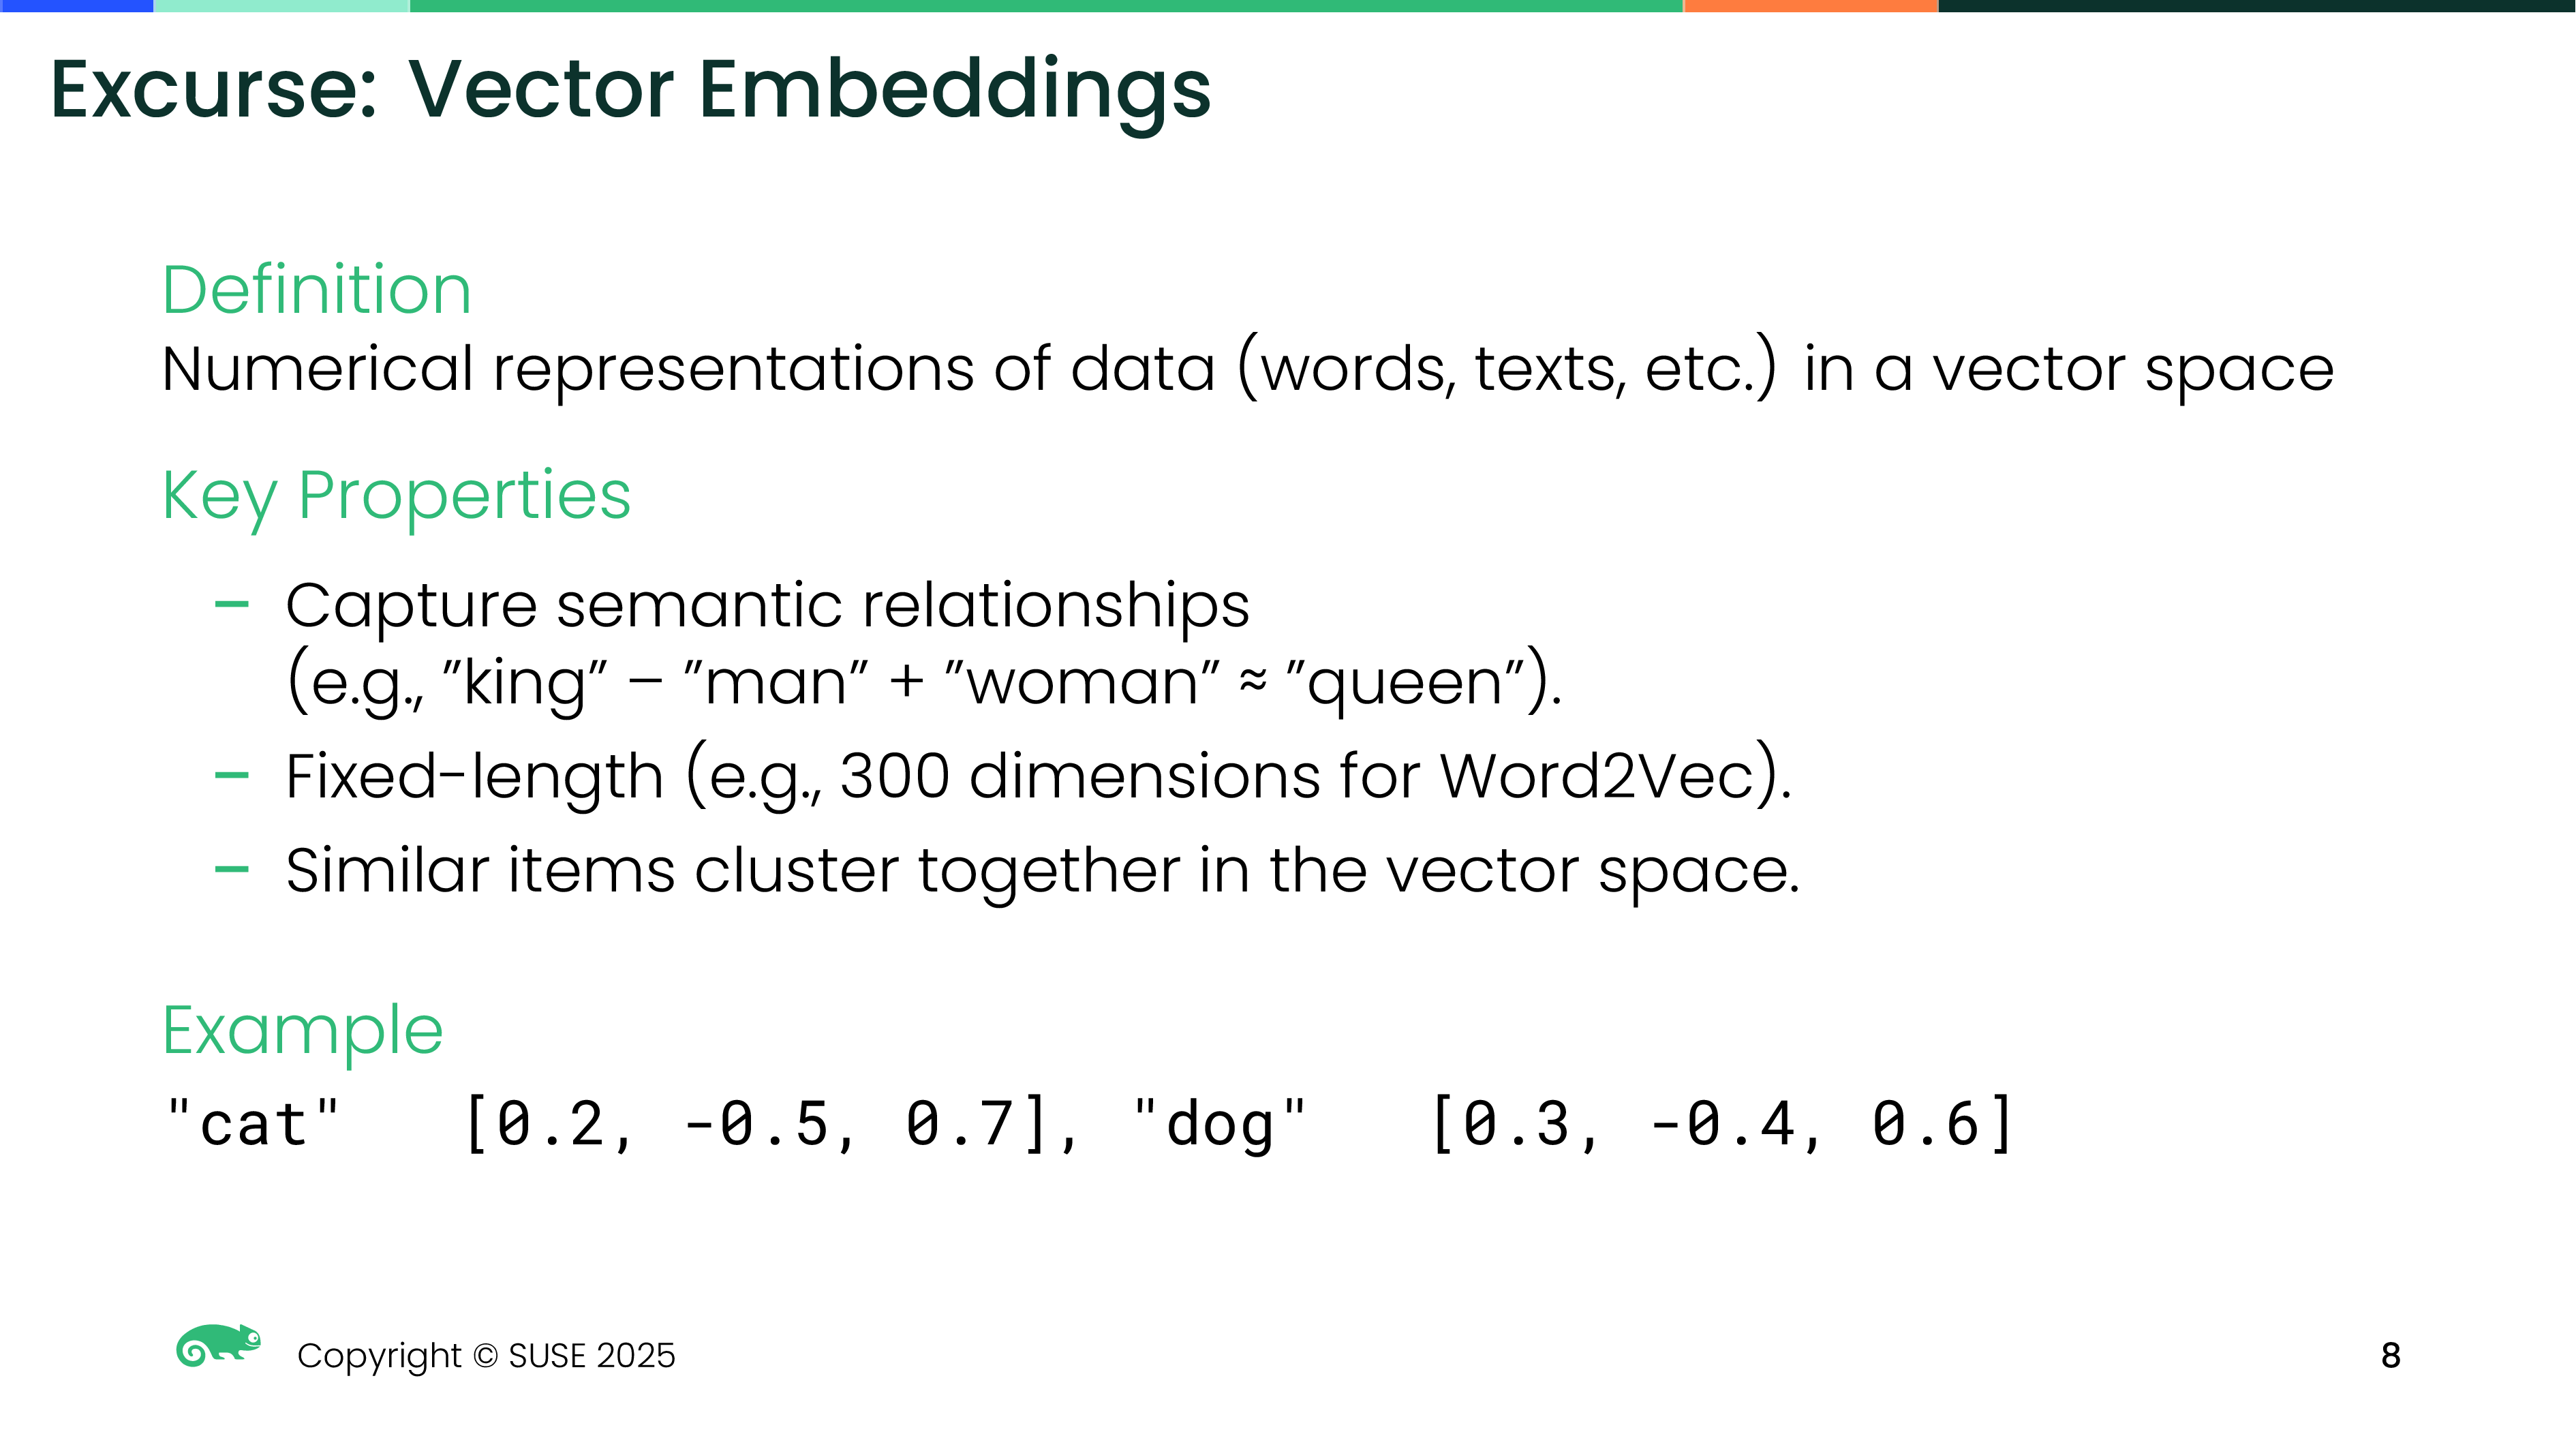 Excurse: Vector Embeddings
Definition
Numerical representations of data (words, texts, etc.) in a vector space
Key Properties
– Capture semantic relationships
(e.g., ”king” – ”man” + ”woman” ≈ ”queen”).
– Fixed-length (e.g., 300 dimensions for Word2Vec).
– Similar items cluster together in the vector space.
Example
"cat"   [0.2, -0.5, 0.7], "dog"   [0.3, -0.4, 0.6]
Copyright © SUSE 2025
8